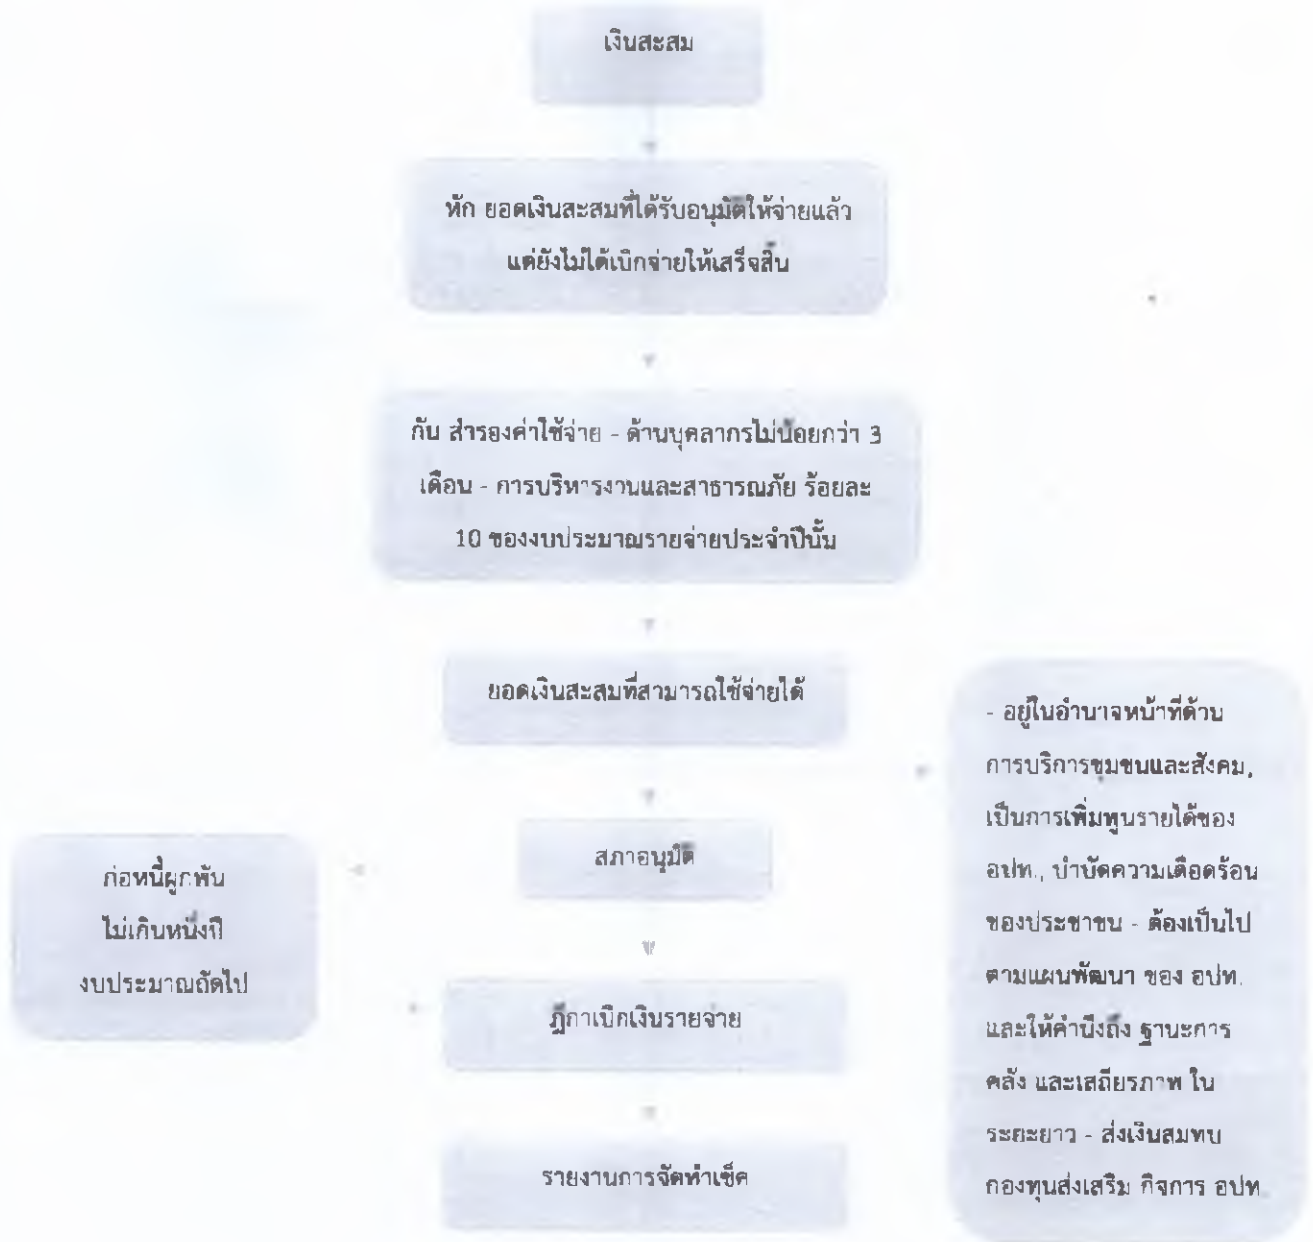 เงินสะสม
หัก ยอดเงินสะสมที่ได้รับอนุมัติให้จ่ายแล้ว
แต่ยังไม่ได้เบิกจ่ายให้เสร็จสิ้น
กัน สำรองค่าใช้จ่าย - ด้านบุคลากรไม่น้อยกว่า 3
เดือน - การบริหารงานและสาธารณภัย ร้อยละ
10 ของงบประมาณรายจ่ายประจำปีนั้น
ยอดเงินสะสมที่สามารถใช้จ่ายได้
- อยู่ในอำนาจหน้าที่ด้าน
การบริการชุมชนและสังคม,
เป็นการเพิ่มพูนรายได้ของ
อปท., บำบัดความเดือดร้อน
ของประชาชน - ต้องเป็นไป
ตามแผนพัฒนา ของ อปท.
และให้คำนึงถึง ฐานะการ
คลัง และเสถียรภาพ ใน
ระยะยาว - ส่งเงินสมทบ
กองทุนส่งเสริม กิจการ อปท
สภาอนุมัติ
ก่อหนี้ผูกพัน
ไม่เกินหนึ่งปี
งบประมาณถัดไป
ฎีกาเบิกเงินรายจ่าย
รายงานการจัดทำเช็ค